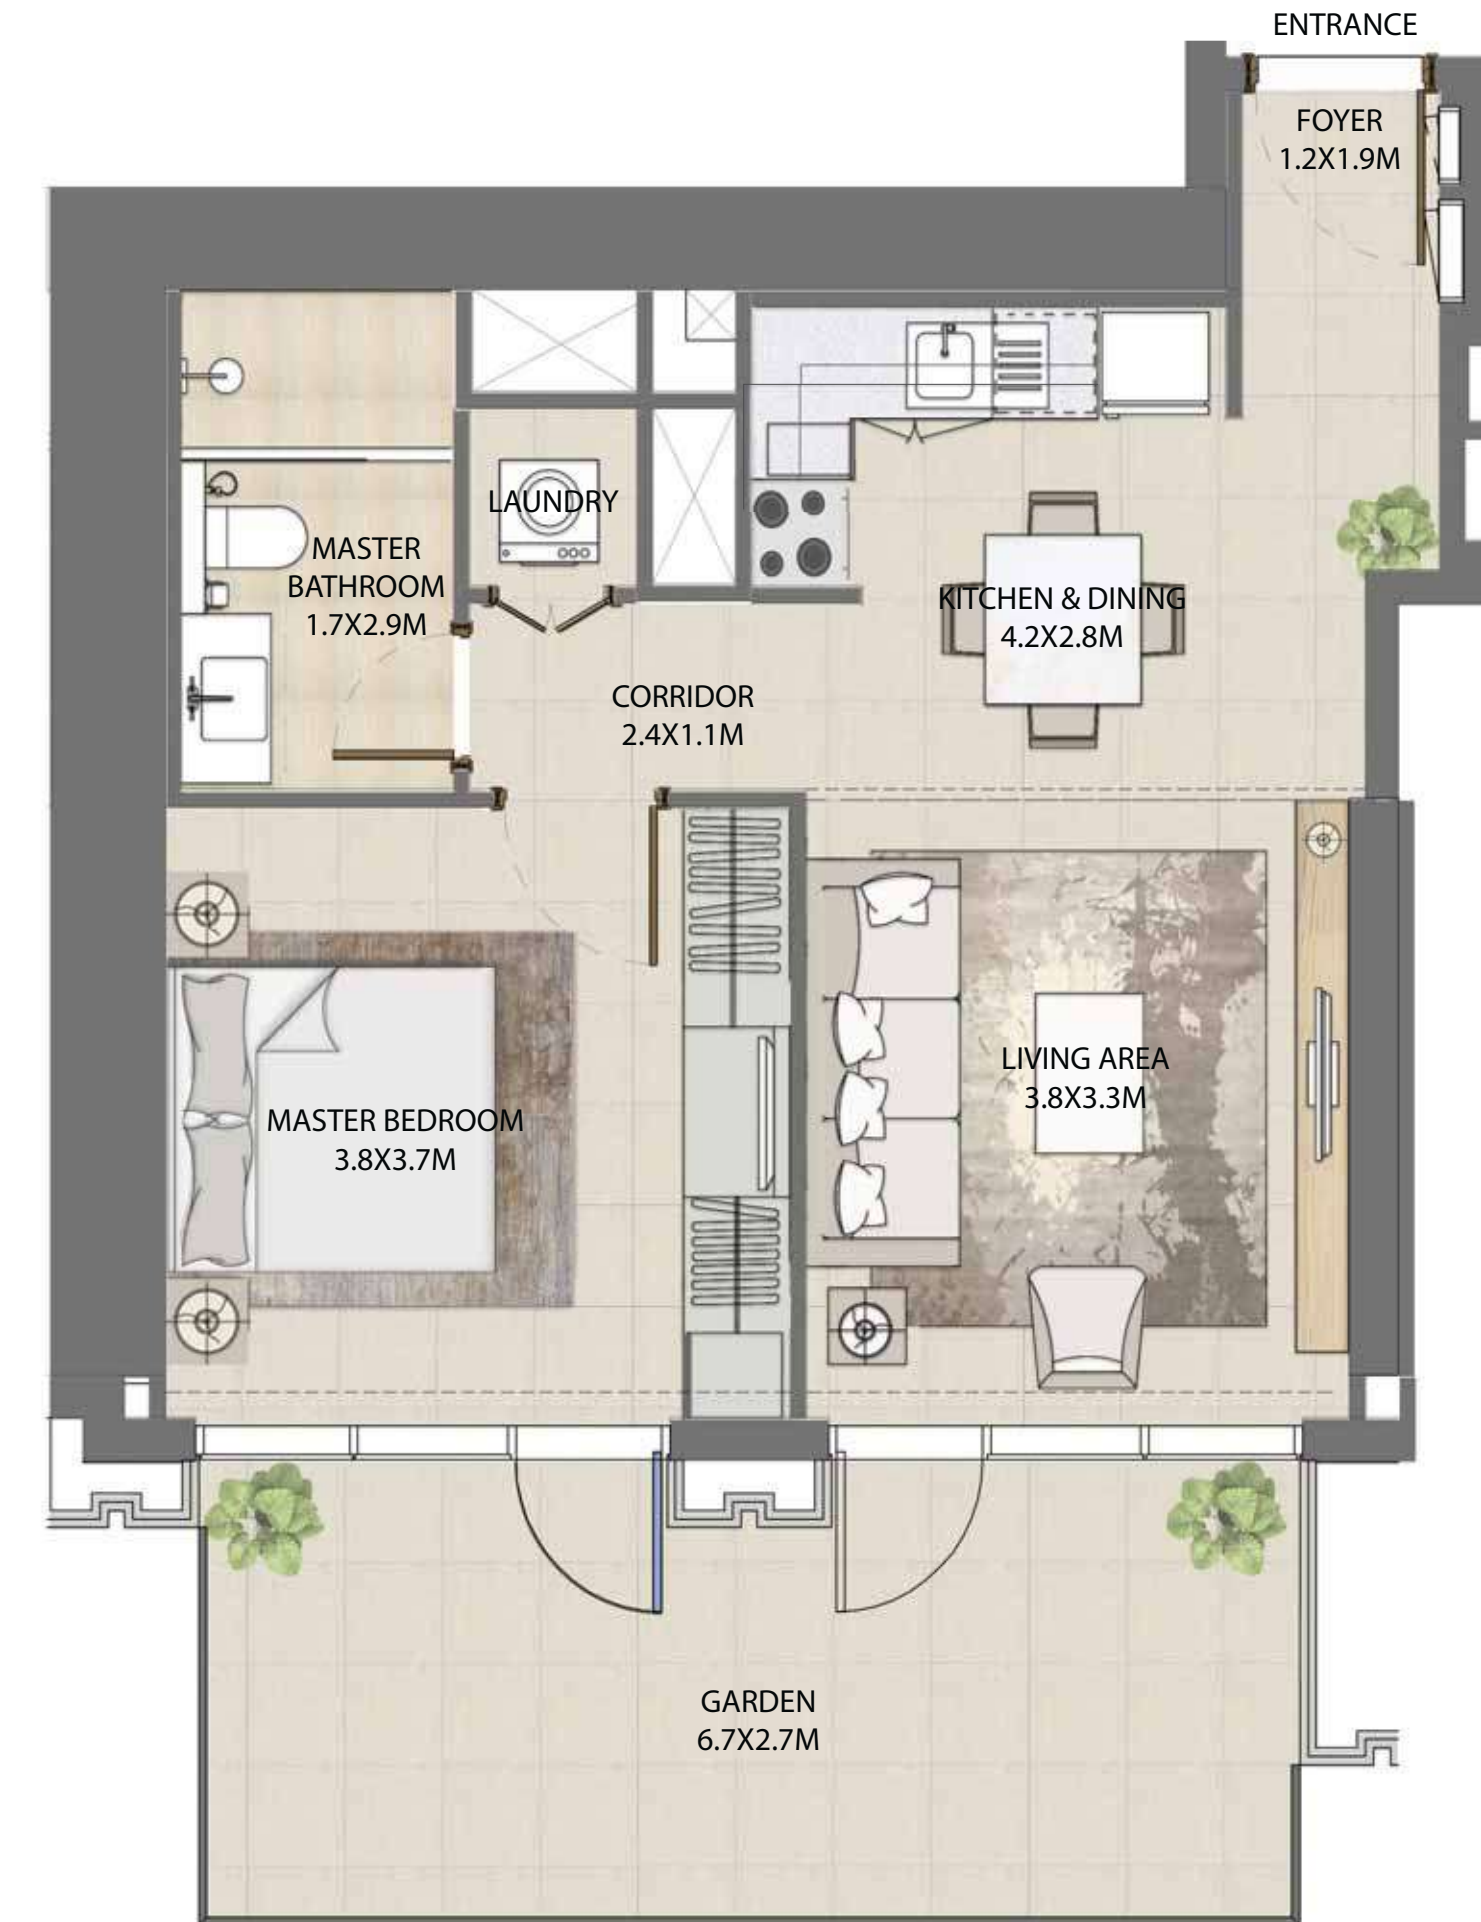 ENTRANCE
FOYER
1.2X1.9M
LAUNDRY
MASTER
BATHROOM
1.7X2.9M
KITCHEN & DINING
4.2X2.8M
CORRIDOR
2.4X1.1M
LIVING AREA
3.8X3.3M
MASTER BEDROOM
3.8X3.7M
GARDEN
6.7X2.7M